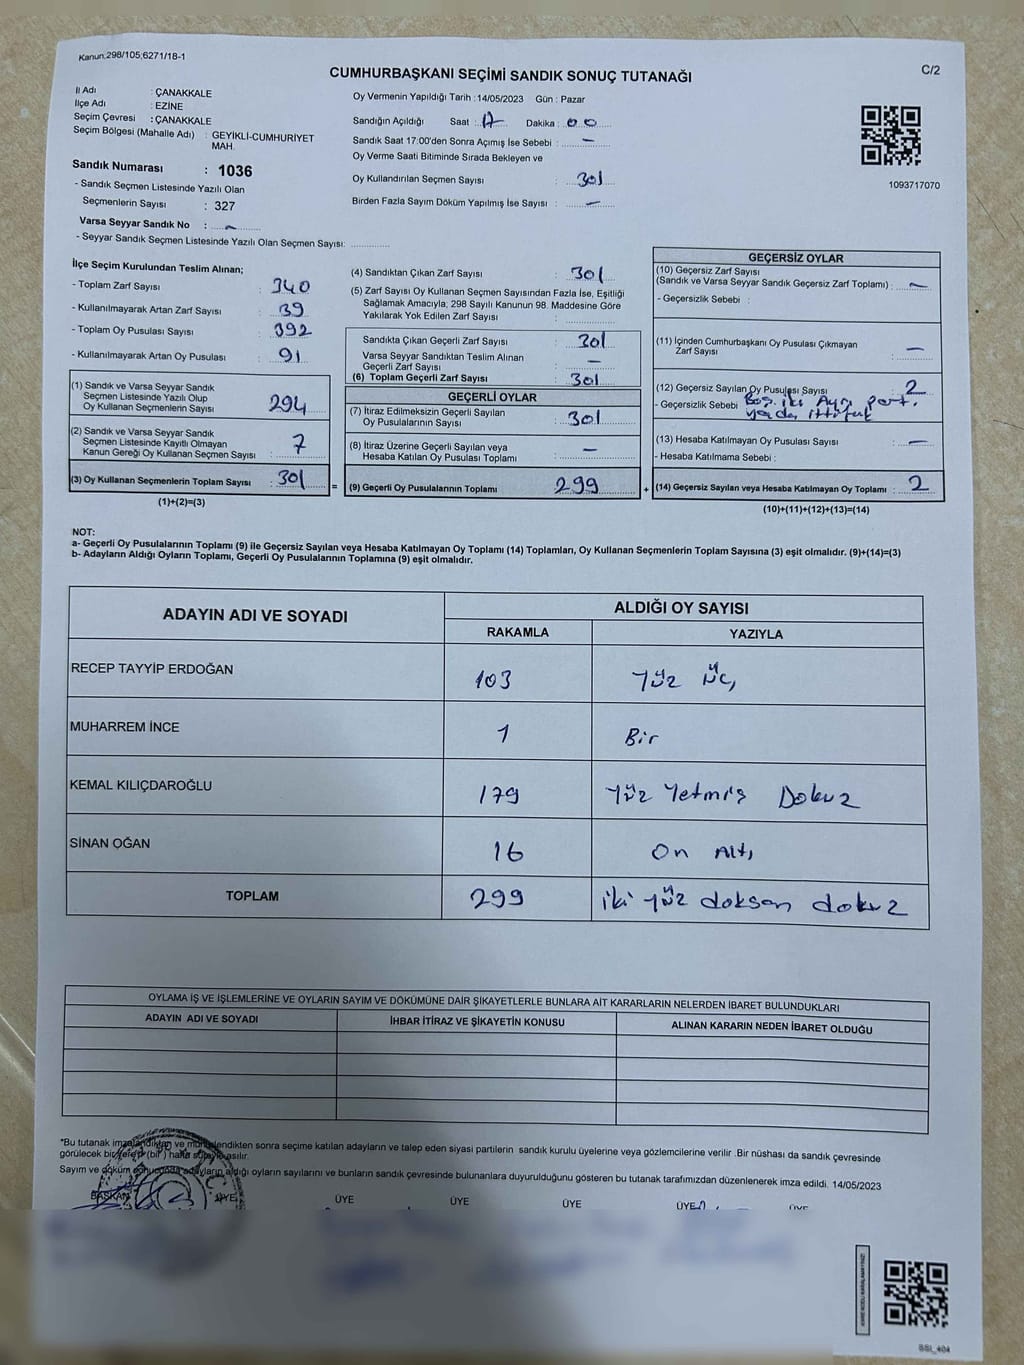 Kanun:298/105;6271/18-1
C/2
CUMHURBAŞKANI SEÇİMİ SANDIK SONUÇ TUTANAĞI
İl Adı : ÇANAKKALE
İlçe Adı : EZİNE
Seçim Çevresi : ÇANAKKALE
Seçim Bölgesi (Mahalle Adı) : GEYİKLİ-CUMHURİYET
MAH.
Sandık Numarası : 1036
- Sandık Seçmen Listesinde Yazılı Olan
Seçmenlerin Sayısı : 327
Varsa Seyyar Sandık No : –
- Seyyar Sandık Seçmen Listesinde Yazılı Olan Seçmen Sayısı:
Oy Vermenin Yapıldığı Tarih :14/05/2023 Gün : Pazar
Sandığın Açıldığı Saat : 17 Dakika : 00
Sandık Saat 17:00'den Sonra Açımış İse Sebebi : –
Oy Verme Saati Bitiminde Sırada Bekleyen ve
Oy Kullandırılan Seçmen Sayısı : 301
Birden Fazla Sayım Döküm Yapılmış İse Sayısı : –
1093717070
İlçe Seçim Kurulundan Teslim Alınan;
- Toplam Zarf Sayısı : 340
- Kullanılmayarak Artan Zarf Sayısı : 39
- Toplam Oy Pusulası Sayısı : 392
- Kullanılmayarak Artan Oy Pusulası : 91
(1) Sandık ve Varsa Seyyar Sandık
Seçmen Listesinde Yazılı Olup
Oy Kullanan Seçmenlerin Sayısı : 294
(2) Sandık ve Varsa Seyyar Sandık
Seçmen Listesinde Kayıtlı Olmayan
Kanun Gereği Oy Kullanan Seçmen Sayısı : 7
(3) Oy Kullanan Seçmenlerin Toplam Sayısı : 301
(1)+(2)=(3)
=
(4) Sandıktan Çıkan Zarf Sayısı : 301
(5) Zarf Sayısı Oy Kullanan Seçmen Sayısından Fazla İse, Eşitliği
Sağlamak Amacıyla; 298 Sayılı Kanunun 98. Maddesine Göre
Yakılarak Yok Edilen Zarf Sayısı :
Sandıkta Çıkan Geçerli Zarf Sayısı : 301
Varsa Seyyar Sandıktan Teslim Alınan
Geçerli Zarf Sayısı : –
(6) Toplam Geçerli Zarf Sayısı : 301
GEÇERLİ OYLAR
(7) İtiraz Edilmeksizin Geçerli Sayılan
Oy Pusulalarının Sayısı : 301
(8) İtiraz Üzerine Geçerli Sayılan veya
Hesaba Katılan Oy Pusulası Toplamı : –
(9) Geçerli Oy Pusulalarının Toplamı 299
+
GEÇERSİZ OYLAR
(10) Geçersiz Zarf Sayısı
(Sandık ve Varsa Seyyar Sandık Geçersiz Zarf Toplamı) : –
- Geçersizlik Sebebi :
(11) İçinden Cumhurbaşkanı Oy Pusulası Çıkmayan
Zarf Sayısı : –
(12) Geçersiz Sayılan Oy Pusulası Sayısı : 2
- Geçersizlik Sebebi Boş. iki Ayrı part.
yada ittifak
(13) Hesaba Katılmayan Oy Pusulası Sayısı : –
- Hesaba Katılmama Sebebi :
(14) Geçersiz Sayılan veya Hesaba Katılmayan Oy Toplamı : 2
(10)+(11)+(12)+(13)=(14)
NOT:
a- Geçerli Oy Pusulalarının Toplamı (9) ile Geçersiz Sayılan veya Hesaba Katılmayan Oy Toplamı (14) Toplamları, Oy Kullanan Seçmenlerin Toplam Sayısına (3) eşit olmalıdır. (9)+(14)=(3)
b- Adayların Aldığı Oyların Toplamı, Geçerli Oy Pusulalarının Toplamına (9) eşit olmalıdır.
ADAYIN ADI VE SOYADI ALDIĞI OY SAYISI
RAKAMLA YAZIYLA
RECEP TAYYİP ERDOĞAN 103 Yüz Üç
MUHARREM İNCE 1 Bir
KEMAL KILIÇDAROĞLU 179 Yüz Yetmiş Dokuz
SİNAN OĞAN 16 On Altı
TOPLAM 299 iki yüz doksan dokuz
OYLAMA İŞ VE İŞLEMLERİNE VE OYLARIN SAYIM VE DÖKÜMÜNE DAİR ŞİKAYETLERLE BUNLARA AİT KARARLARIN NELERDEN İBARET BULUNDUKLARI
ADAYIN ADI VE SOYADI İHBAR İTİRAZ VE ŞİKAYETİN KONUSU ALINAN KARARIN NEDEN İBARET OLDUĞU
*Bu tutanak imzalandıktan ve mühürlendikten sonra seçime katılan adayların ve talep eden siyasi partilerin sandık kurulu üyelerine veya gözlemcilerine verilir .Bir nüshası da sandık çevresinde
görülecek bir yere (bir) hafta süreyle asılır.
Sayım ve döküm sonucunda adayların aldığı oyların sayılarını ve bunların sandık çevresinde bulunanlara duyurulduğunu gösteren bu tutanak tarafımızdan düzenlenerek imza edildi. 14/05/2023
BAŞKAN ÜYE ÜYE ÜYE ÜYE ÜYE ÜYE
SSI_404